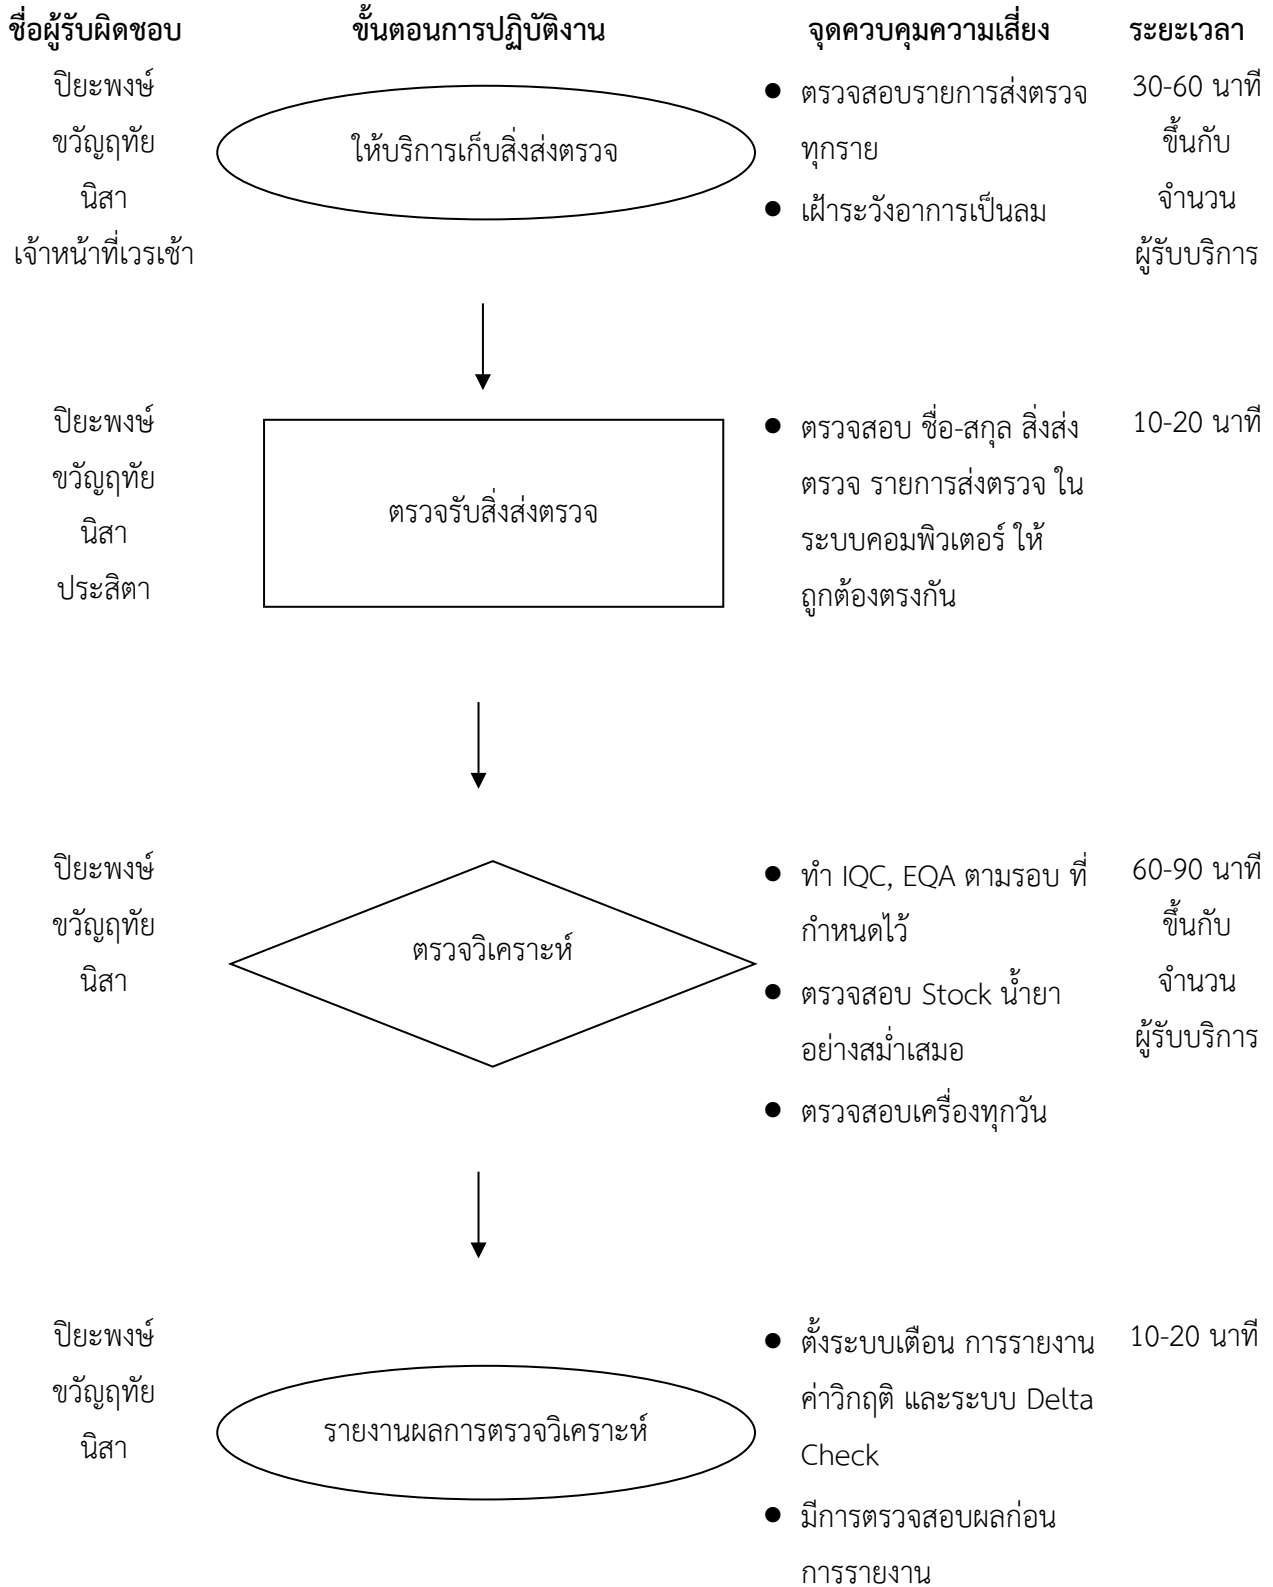 ชื่อผู้รับผิดชอบ ขั้นตอนการปฏิบัติงาน จุดควบคุมความเสี่ยง ระยะเวลา
ปิยะพงษ์
ขวัญฤทัย
นิสา
เจ้าหน้าที่เวรเช้า
ให้บริการเก็บสิ่งส่งตรวจ
● ตรวจสอบรายการส่งตรวจ
ทุกราย
● เฝ้าระวังอาการเป็นลม
30-60 นาที
ขึ้นกับ
จำนวน
ผู้รับบริการ
ปิยะพงษ์
ขวัญฤทัย
นิสา
ประสิตา
ตรวจรับสิ่งส่งตรวจ
● ตรวจสอบ ชื่อ-สกุล สิ่งส่ง
ตรวจ รายการส่งตรวจ ใน
ระบบคอมพิวเตอร์ ให้
ถูกต้องตรงกัน
10-20 นาที
ปิยะพงษ์
ขวัญฤทัย
นิสา
ตรวจวิเคราะห์
● ทำ IQC, EQA ตามรอบ ที่
กำหนดไว้
● ตรวจสอบ Stock น้ำยา
อย่างสม่ำเสมอ
● ตรวจสอบเครื่องทุกวัน
60-90 นาที
ขึ้นกับ
จำนวน
ผู้รับบริการ
ปิยะพงษ์
ขวัญฤทัย
นิสา
รายงานผลการตรวจวิเคราะห์
● ตั้งระบบเตือน การรายงาน
ค่าวิกฤติ และระบบ Delta
Check
● มีการตรวจสอบผลก่อน
การรายงาน
10-20 นาที